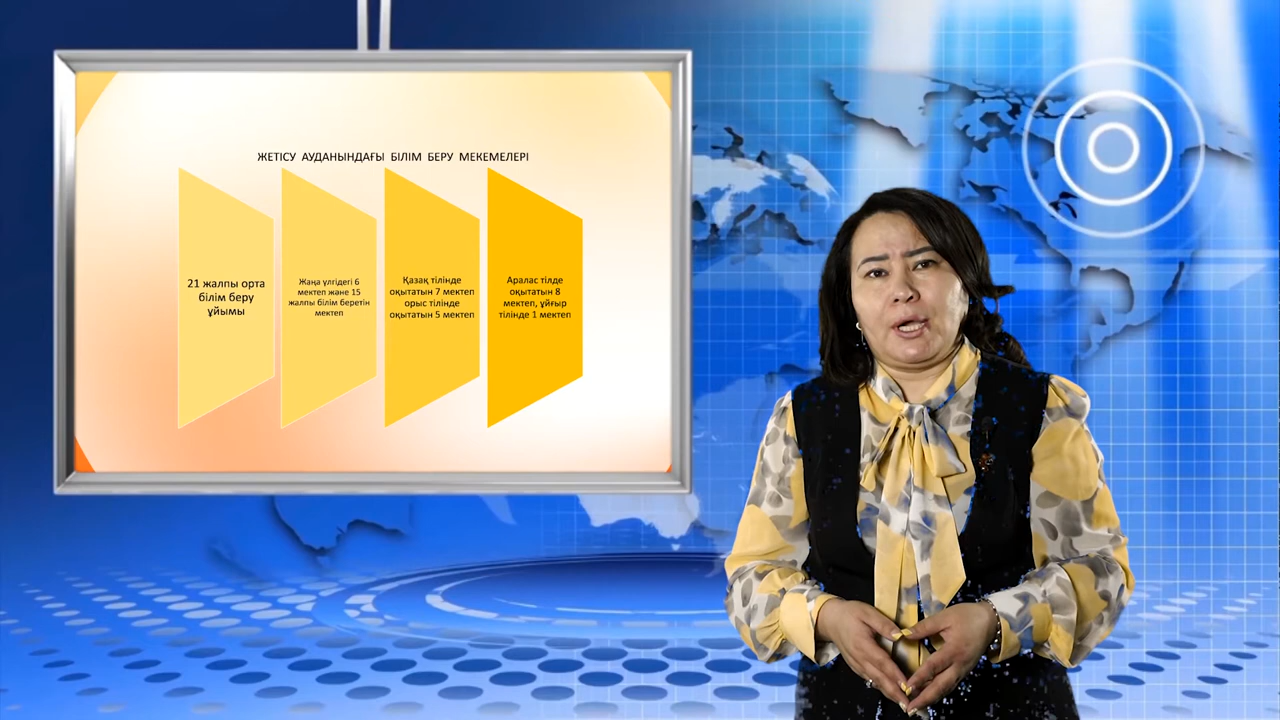 ЖЕТІСУ АУДАНЫНДАҒЫ БІЛІМ БЕРУ МЕКЕМЕЛЕРІ
21 жалпы орта
білім беру
ұйымы
Жаңа үлгідегі 6
мектеп және 15
жалпы білім беретін
мектеп
Қазақ тілінде
оқытатын 7 мектеп
орыс тілінде
оқытатын 5 мектеп
Аралас тілде
оқытатын 8
мектеп, ұйғыр
тілінде 1 мектеп